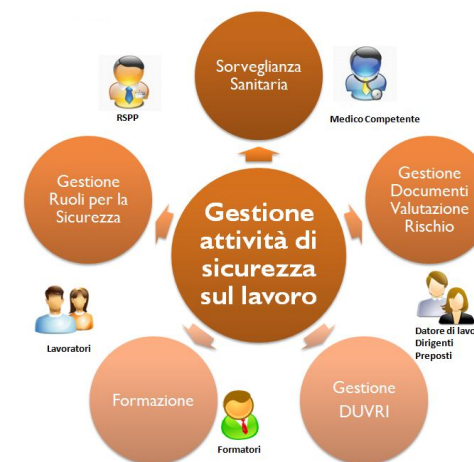 Sorveglianza
Sanitaria
RSPP
Medico Competente
Gestione
Ruoli per la
Sicurezza
Gestione
Documenti
Valutazione
Rischio
Gestione
attività di
sicurezza
sul lavoro
Lavoratori
Datore di lavo
Dirigenti
Preposti
Formazione
Gestione
DUVRI
Formatori